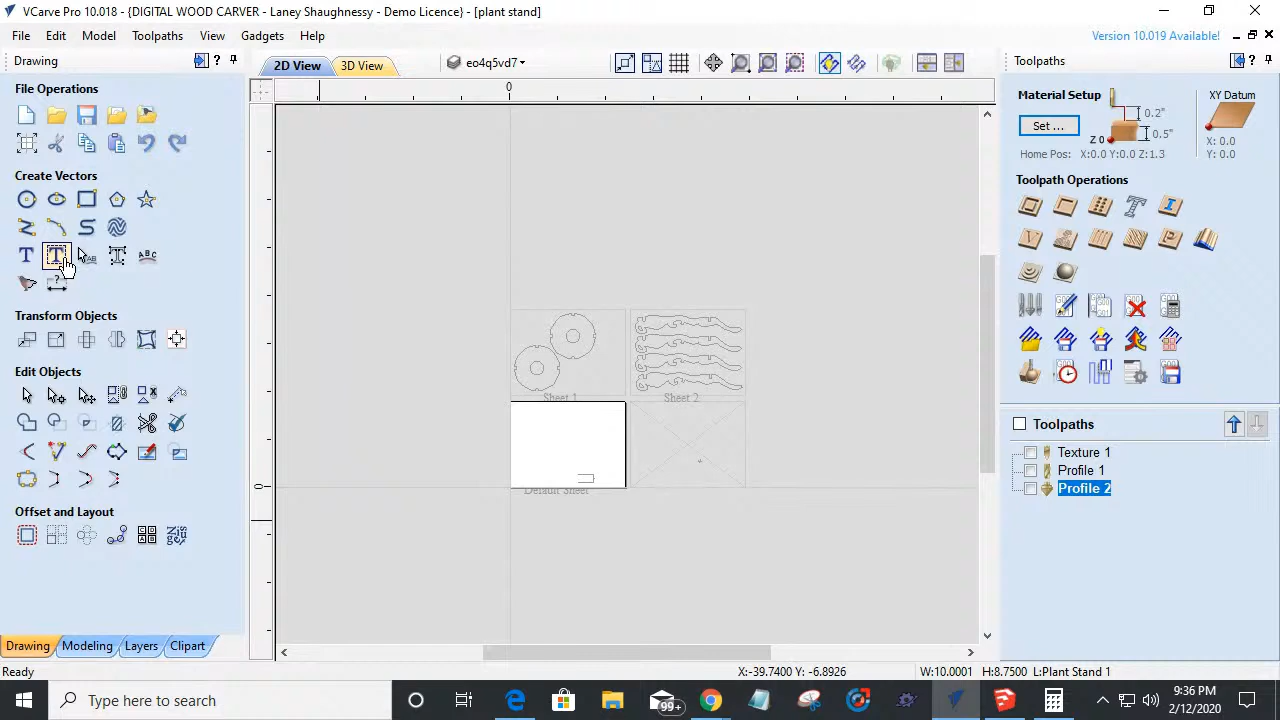 VCarve Pro 10.018 - {DIGITAL WOOD CARVER - Laney Shaughnessy - Demo Licence} - [plant stand]
File Edit Model Toolpaths View Gadgets Help
Version 10.019 Available!
Drawing
2D View
3D View
eo4q5vd7
Toolpaths
File Operations
Create Vectors
Transform Objects
Edit Objects
Offset and Layout
Drawing Modeling Layers Clipart
0
0
Sheet 1
Sheet 2
Default Sheet
Material Setup
Set ...
0.2"
Z 0
0.5"
Home Pos: X:0.0 Y:0.0 Z:1.3
XY Datum
X: 0.0
Y: 0.0
Toolpath Operations
Toolpaths
Texture 1
Profile 1
Profile 2
Ready
X:-39.7400 Y: -6.8926
W:10.0001 H:8.7500 L:Plant Stand 1
Type here to search
99+
9:36 PM
2/12/2020